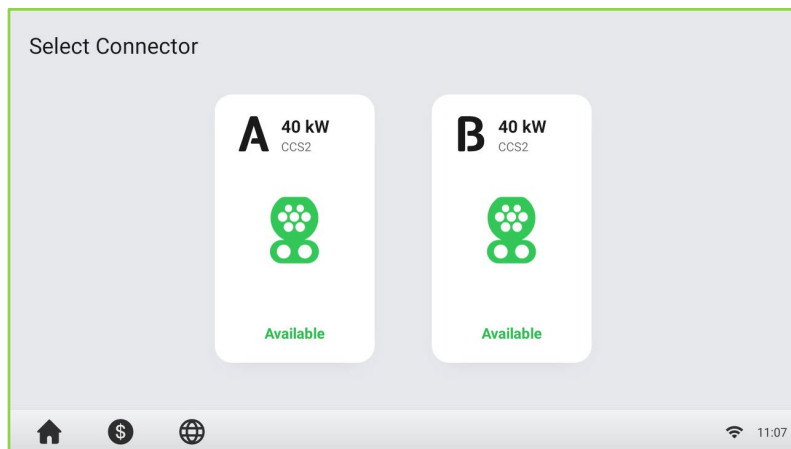 Select Connector
A 40 kW
CCS2
Available
B 40 kW
CCS2
Available
$
11:07